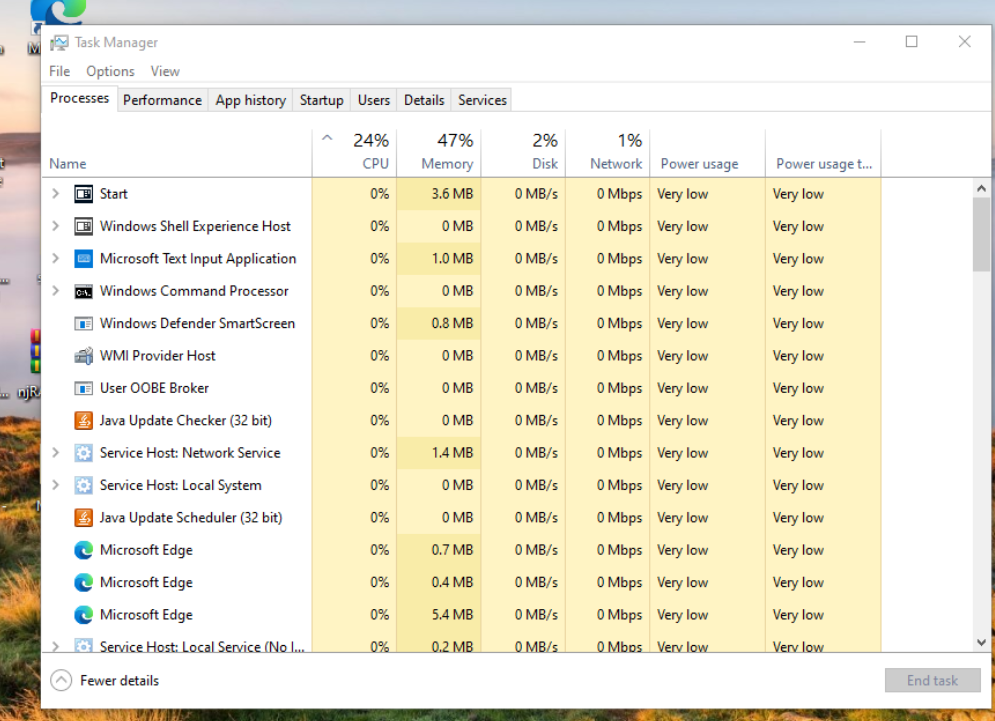 Task Manager
File Options View
Processes Performance App history Startup Users Details Services
24% 47% 2% 1%
Name CPU Memory Disk Network Power usage Power usage t...
Start 0% 3.6 MB 0 MB/s 0 Mbps Very low Very low
Windows Shell Experience Host 0% 0 MB 0 MB/s 0 Mbps Very low Very low
Microsoft Text Input Application 0% 1.0 MB 0 MB/s 0 Mbps Very low Very low
Windows Command Processor 0% 0 MB 0 MB/s 0 Mbps Very low Very low
Windows Defender SmartScreen 0% 0.8 MB 0 MB/s 0 Mbps Very low Very low
WMI Provider Host 0% 0 MB 0 MB/s 0 Mbps Very low Very low
User OOBE Broker 0% 0 MB 0 MB/s 0 Mbps Very low Very low
Java Update Checker (32 bit) 0% 0 MB 0 MB/s 0 Mbps Very low Very low
Service Host: Network Service 0% 1.4 MB 0 MB/s 0 Mbps Very low Very low
Service Host: Local System 0% 0 MB 0 MB/s 0 Mbps Very low Very low
Java Update Scheduler (32 bit) 0% 0 MB 0 MB/s 0 Mbps Very low Very low
Microsoft Edge 0% 0.7 MB 0 MB/s 0 Mbps Very low Very low
Microsoft Edge 0% 0.4 MB 0 MB/s 0 Mbps Very low Very low
Microsoft Edge 0% 5.4 MB 0 MB/s 0 Mbps Very low Very low
Service Host: Local Service (No I... 0% 0.2 MB 0 MB/s 0 Mbps Very low Very low
Fewer details End task